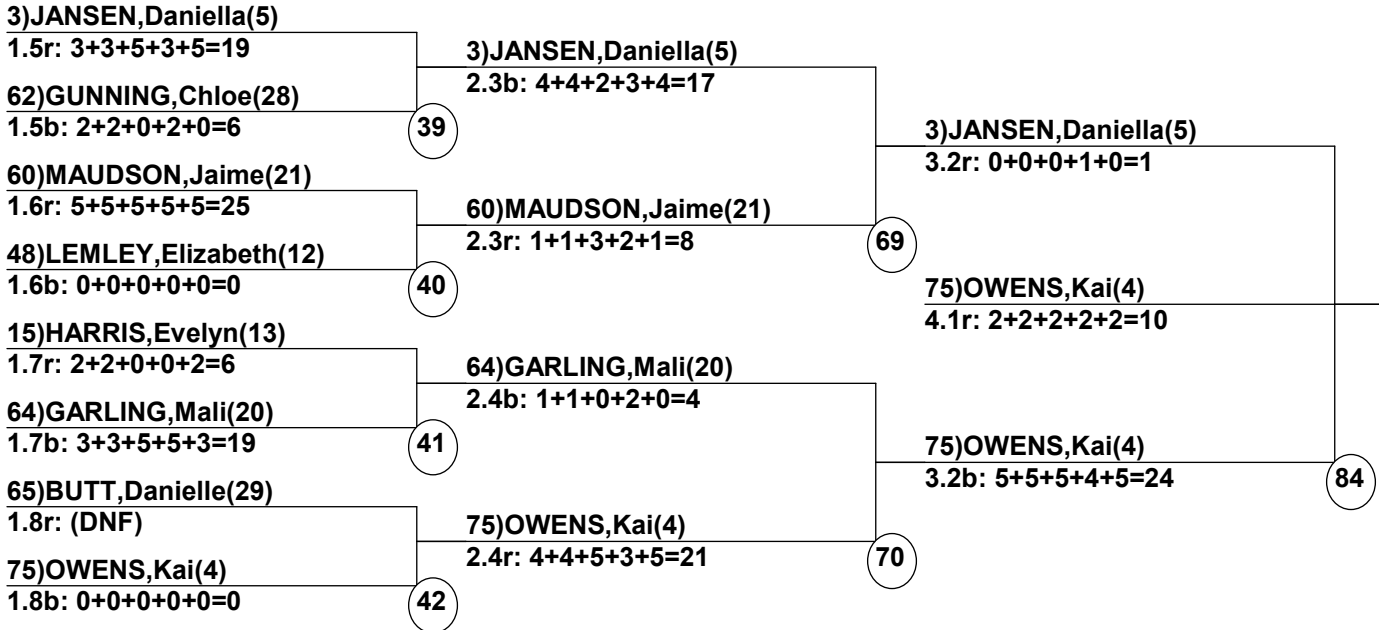 3)JANSEN,Daniella(5)
1.5r: 3+3+5+3+5=19
62)GUNNING,Chloe(28)
1.5b: 2+2+0+2+0=6
39
60)MAUDSON,Jaime(21)
1.6r: 5+5+5+5+5=25
48)LEMLEY,Elizabeth(12)
1.6b: 0+0+0+0+0=0
40
15)HARRIS,Evelyn(13)
1.7r: 2+2+0+0+2=6
64)GARLING,Mali(20)
1.7b: 3+3+5+5+3=19
41
65)BUTT,Danielle(29)
1.8r: (DNF)
75)OWENS,Kai(4)
1.8b: 0+0+0+0+0=0
42
3)JANSEN,Daniella(5)
2.3b: 4+4+2+3+4=17
60)MAUDSON,Jaime(21)
2.3r: 1+1+3+2+1=8
69
64)GARLING,Mali(20)
2.4b: 1+1+0+2+0=4
75)OWENS,Kai(4)
2.4r: 4+4+5+3+5=21
70
3)JANSEN,Daniella(5)
3.2r: 0+0+0+1+0=1
75)OWENS,Kai(4)
4.1r: 2+2+2+2+2=10
75)OWENS,Kai(4)
3.2b: 5+5+5+4+5=24
84